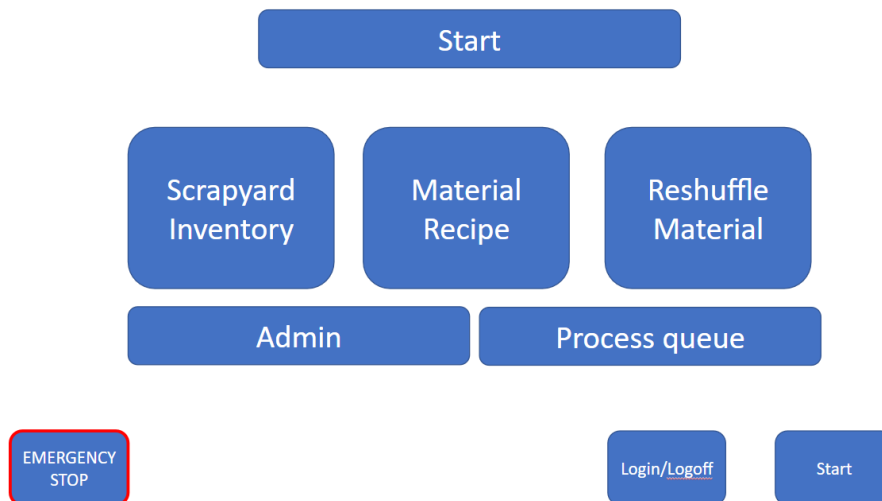 Start
Scrapyard
Inventory
Material
Recipe
Reshuffle
Material
Admin
Process queue
EMERGENCY
STOP
Login/Logoff
Start